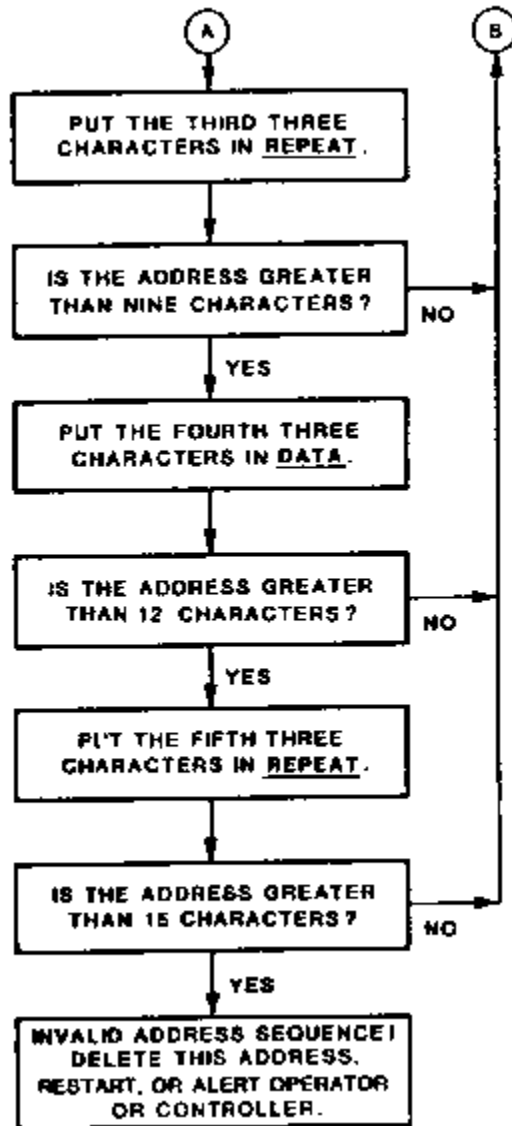 A
B
PUT THE THIRD THREE
CHARACTERS IN REPEAT.
IS THE ADDRESS GREATER
THAN NINE CHARACTERS?
NO
YES
PUT THE FOURTH THREE
CHARACTERS IN DATA.
IS THE ADDRESS GREATER
THAN 12 CHARACTERS?
NO
YES
PUT THE FIFTH THREE
CHARACTERS IN REPEAT.
IS THE ADDRESS GREATER
THAN 15 CHARACTERS?
NO
YES
INVALID ADDRESS SEQUENCE!
DELETE THIS ADDRESS,
RESTART, OR ALERT OPERATOR
OR CONTROLLER.